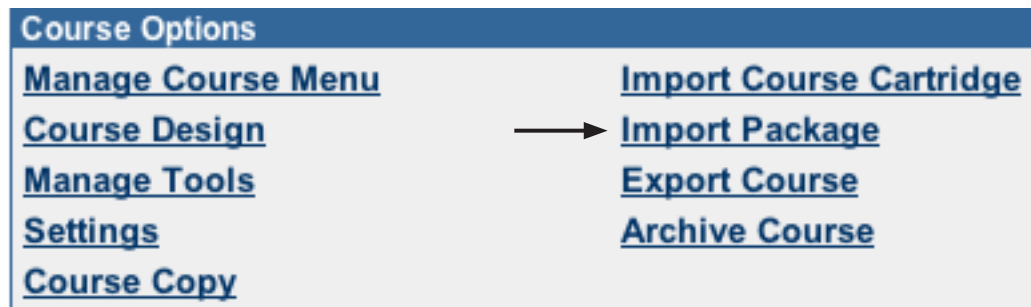 Course Options
Manage Course Menu
Course Design
Manage Tools
Settings
Course Copy
Import Course Cartridge
Import Package
Export Course
Archive Course